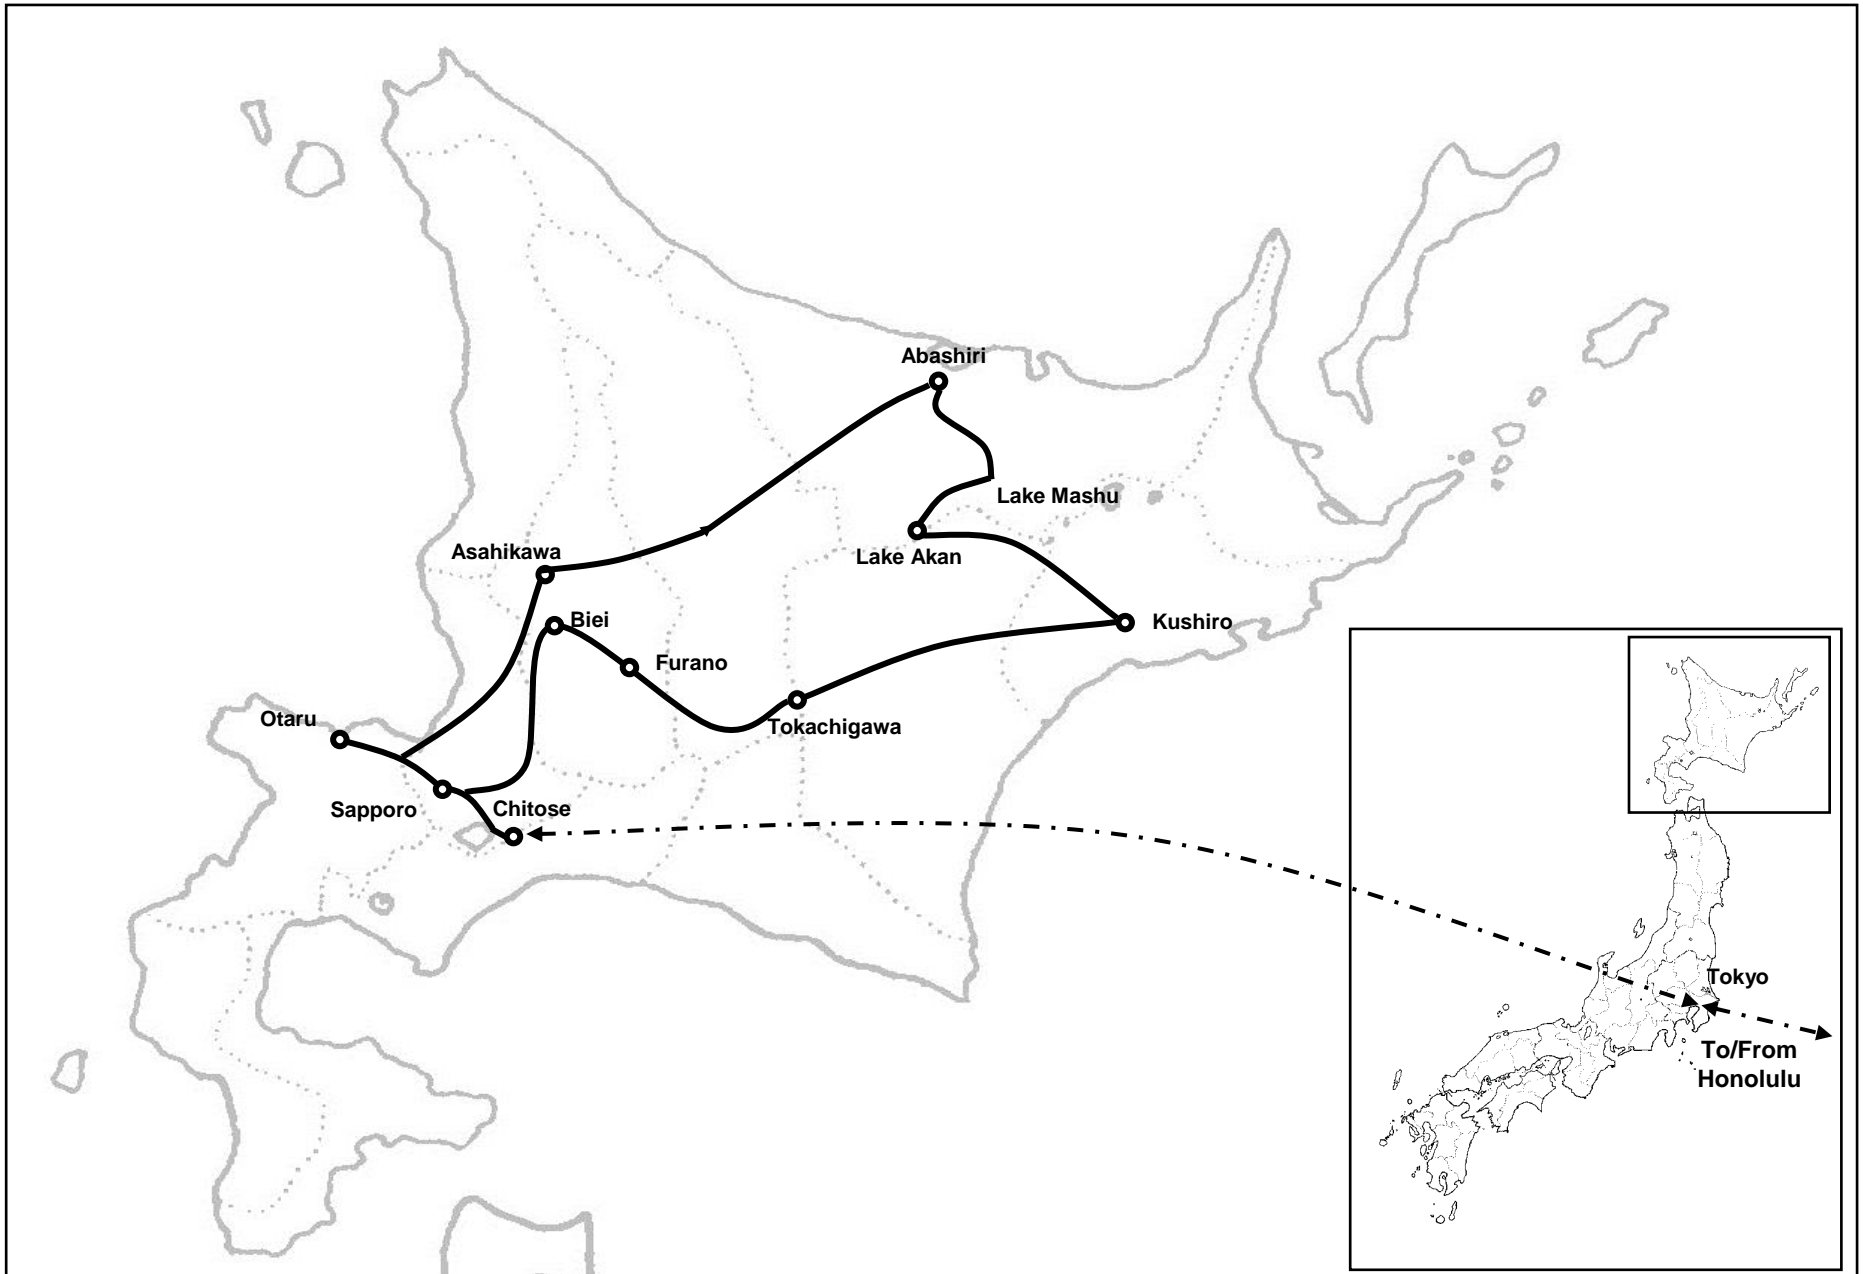 Abashiri
Lake Mashu
Asahikawa
Lake Akan
Biei
Kushiro
Furano
Otaru
Tokachigawa
Sapporo
Chitose
Tokyo
To/From
Honolulu